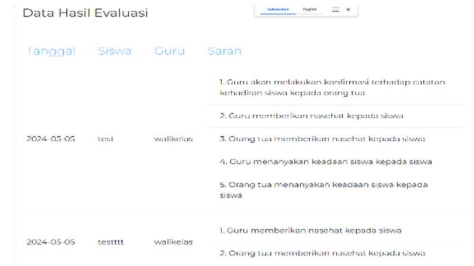 Data Hasil Evaluasi
Indonesian English
Tanggal Siswa Guru Saran
1. Guru akan melakukan konfirmasi terhadap catatan
kehadiran siswa kepada orang tua
2. Guru memberikan nasehat kepada siswa
2024-05-05 test walikelas 3. Orang tua memberikan nasehat kepada siswa
4. Guru menanyakan keadaan siswa kepada siswa
5. Orang tua menanyakan keadaan siswa kepada
siswa
1. Guru memberikan nasehat kepada siswa
2024-05-05 testttt walikelas
2. Orang tua memberikan nasehat kepada siswa